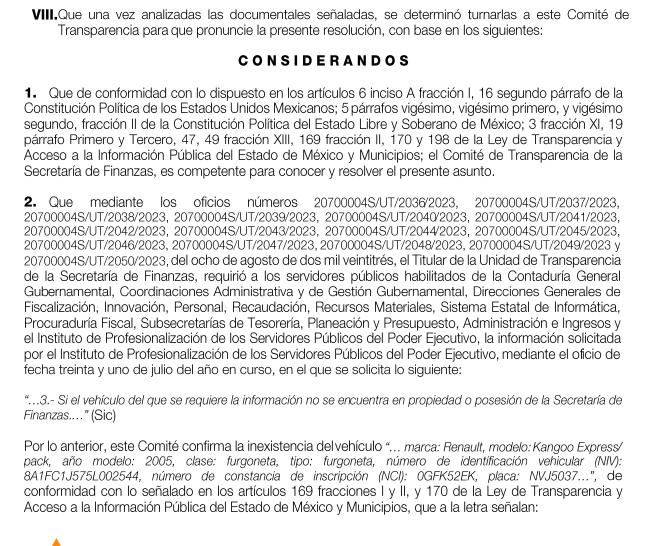 VIII. Que una vez analizadas las documentales señaladas, se determinó turnarlas a este Comité de
Transparencia para que pronuncie la presente resolución, con base en los siguientes:
C O N S I D E R A N D O S
1. Que de conformidad con lo dispuesto en los artículos 6 inciso A fracción I, 16 segundo párrafo de la
Constitución Política de los Estados Unidos Mexicanos; 5 párrafos vigésimo, vigésimo primero, y vigésimo
segundo, fracción II de la Constitución Política del Estado Libre y Soberano de México; 3 fracción XI, 19
párrafo Primero y Tercero, 47, 49 fracción XIII, 169 fracción II, 170 y 198 de la Ley de Transparencia y
Acceso a la Información Pública del Estado de México y Municipios; el Comité de Transparencia de la
Secretaría de Finanzas, es competente para conocer y resolver el presente asunto.
2. Que mediante los oficios números 20700004S/UT/2036/2023, 20700004S/UT/2037/2023,
20700004S/UT/2038/2023, 20700004S/UT/2039/2023, 20700004S/UT/2040/2023, 20700004S/UT/2041/2023,
20700004S/UT/2042/2023, 20700004S/UT/2043/2023, 20700004S/UT/2044/2023, 20700004S/UT/2045/2023,
20700004S/UT/2046/2023, 20700004S/UT/2047/2023, 20700004S/UT/2048/2023, 20700004S/UT/2049/2023 y
20700004S/UT/2050/2023, del ocho de agosto de dos mil veintitrés, el Titular de la Unidad de Transparencia
de la Secretaría de Finanzas, requirió a los servidores públicos habilitados de la Contaduría General
Gubernamental, Coordinaciones Administrativa y de Gestión Gubernamental, Direcciones Generales de
Fiscalización, Innovación, Personal, Recaudación, Recursos Materiales, Sistema Estatal de Informática,
Procuraduría Fiscal, Subsecretarías de Tesorería, Planeación y Presupuesto, Administración e Ingresos y
el Instituto de Profesionalización de los Servidores Públicos del Poder Ejecutivo, la información solicitada
por el Instituto de Profesionalización de los Servidores Públicos del Poder Ejecutivo, mediante el oficio de
fecha treinta y uno de julio del año en curso, en el que se solicita lo siguiente:
“…3.- Si el vehículo del que se requiere la información no se encuentra en propiedad o posesión de la Secretaría de
Finanzas.…” (Sic)
Por lo anterior, este Comité confirma la inexistencia del vehículo “… marca: Renault, modelo: Kangoo Express/
pack, año modelo: 2005, clase: furgoneta, tipo: furgoneta, número de identificación vehicular (NIV):
8A1FC1J575L002544, número de constancia de inscripción (NCI): 0GFK52EK, placa: NVJ5037…”, de
conformidad con lo señalado en los artículos 169 fracciones I y II, y 170 de la Ley de Transparencia y
Acceso a la Información Pública del Estado de México y Municipios, que a la letra señalan: